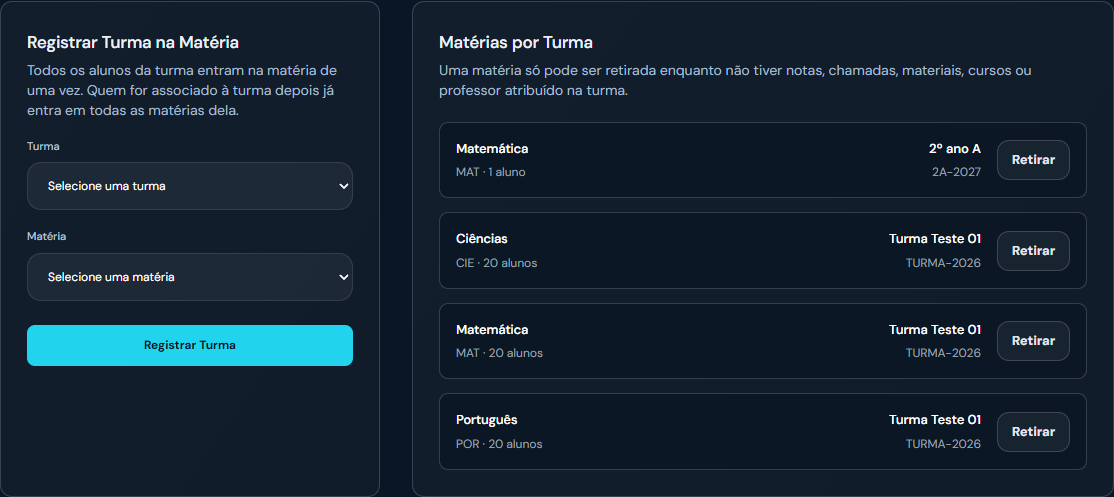 Registrar Turma na Matéria
Todos os alunos da turma entram na matéria de
uma vez. Quem for associado à turma depois já
entra em todas as matérias dela.
Turma
Selecione uma turma
Matéria
Selecione uma matéria
Registrar Turma
Matérias por Turma
Uma matéria só pode ser retirada enquanto não tiver notas, chamadas, materiais, cursos ou
professor atribuído na turma.
Matemática
MAT · 1 aluno
2º ano A
2A-2027
Retirar
Ciências
CIE · 20 alunos
Turma Teste 01
TURMA-2026
Retirar
Matemática
MAT · 20 alunos
Turma Teste 01
TURMA-2026
Retirar
Português
POR · 20 alunos
Turma Teste 01
TURMA-2026
Retirar